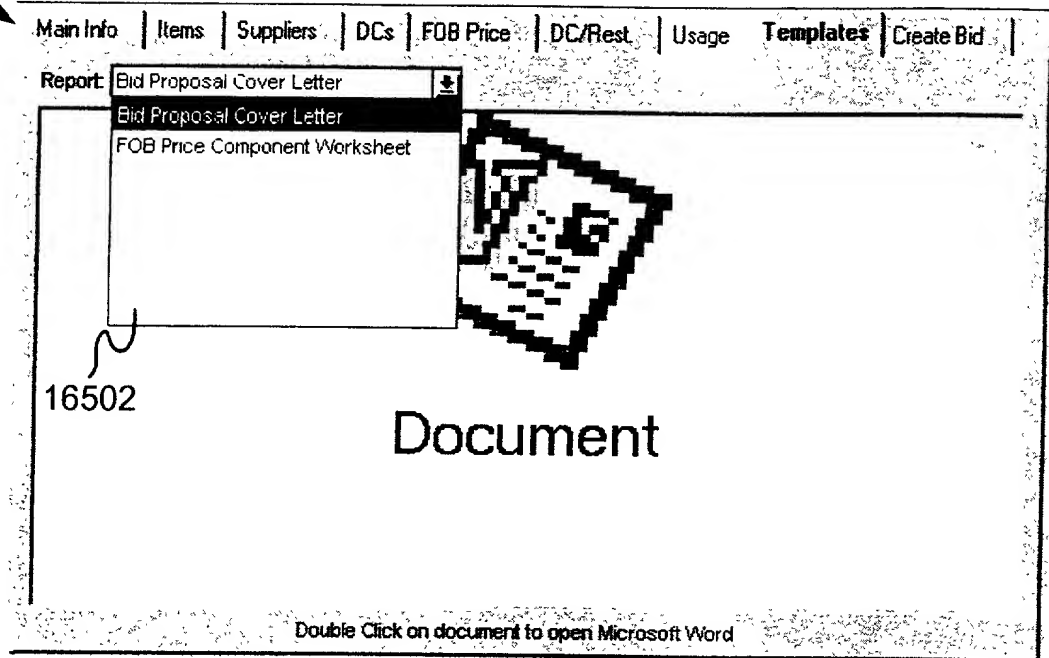 Main Info Items Suppliers DCs FOB Price DC/Rest. Usage Templates Create Bid
Report: Bid Proposal Cover Letter
Bid Proposal Cover Letter
FOB Price Component Worksheet
16502
Document
Double Click on document to open Microsoft Word